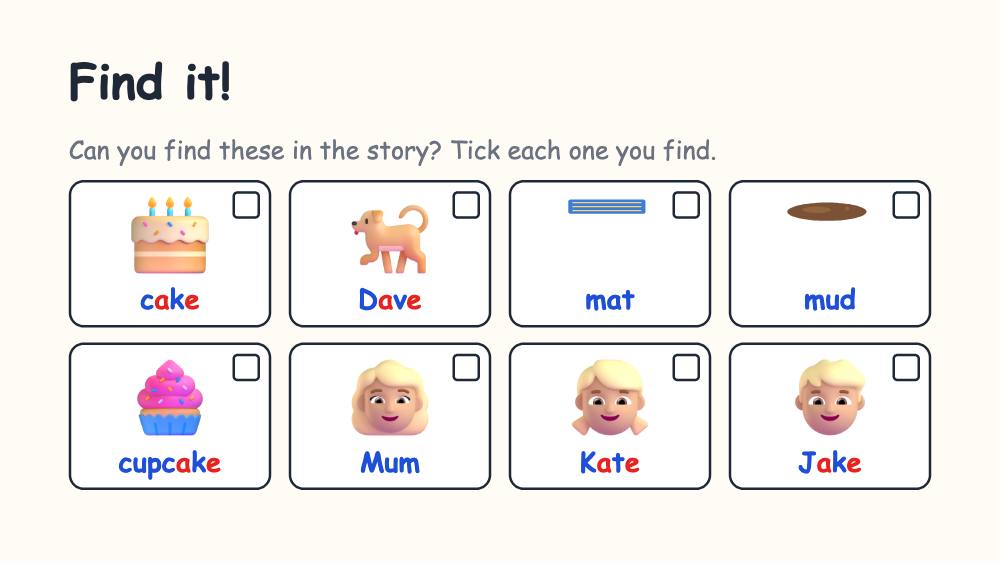 Find it!
Can you find these in the story? Tick each one you find.
cake
Dave
mat
mud
cupcake
Mum
Kate
Jake